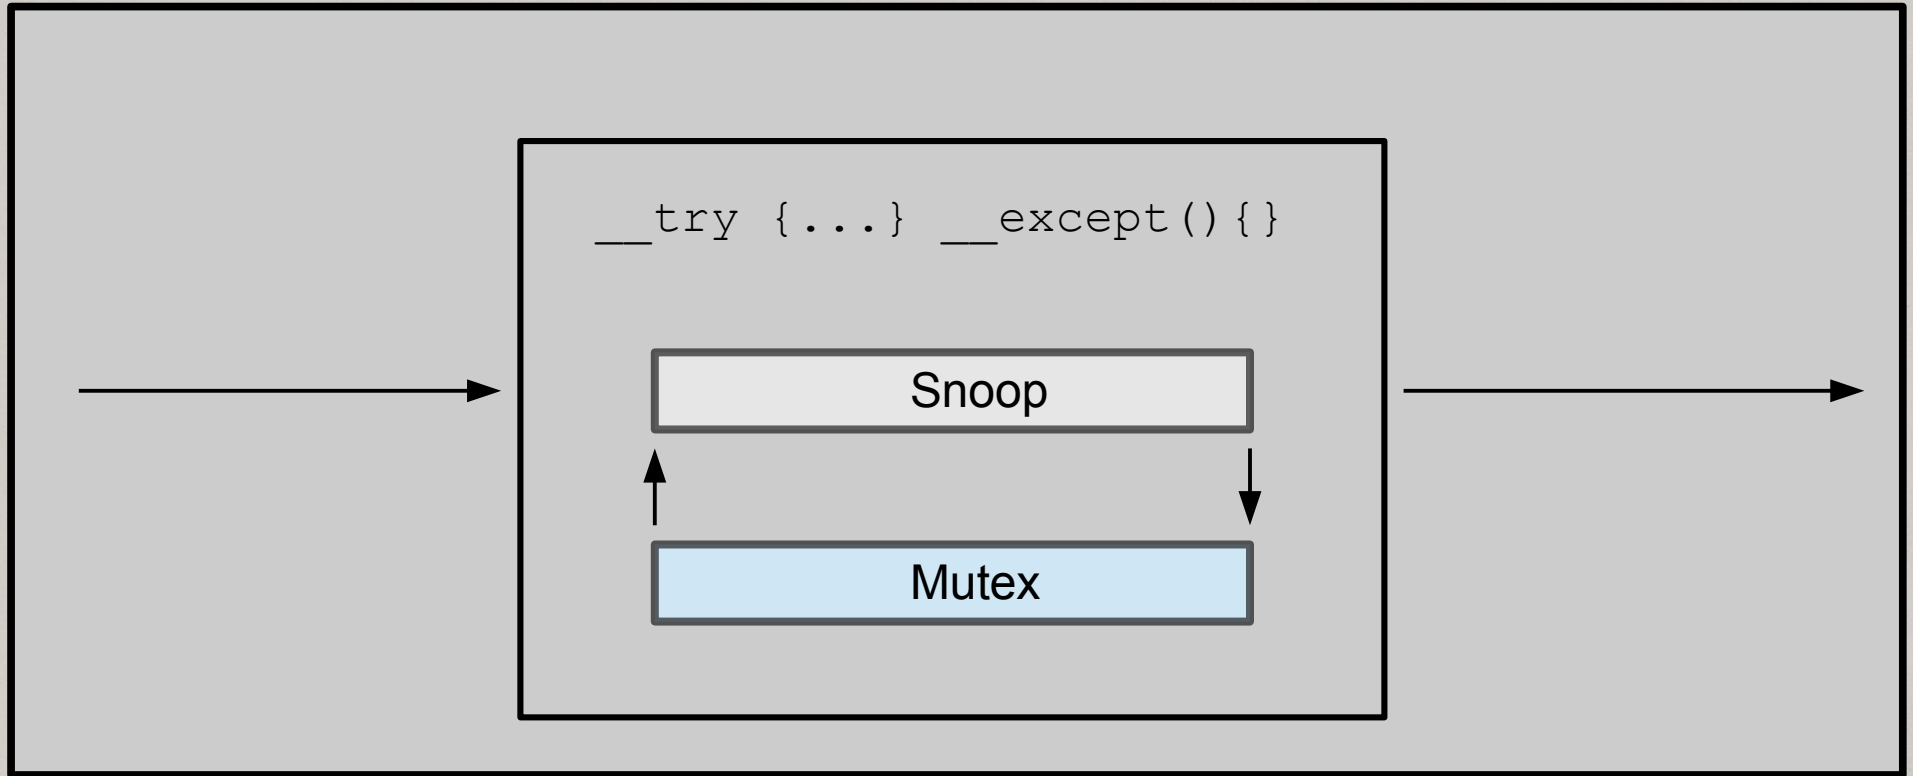 __try {...} __except(){}
Snoop
Mutex